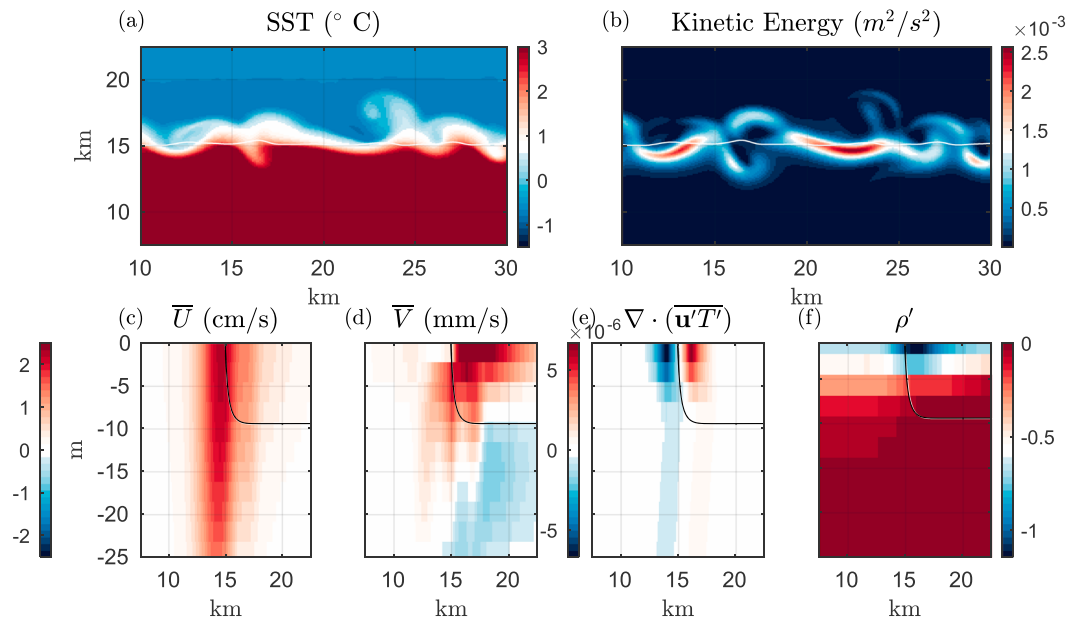 (a) SST (° C)
(b) Kinetic Energy (m²/s²)
×10⁻³
km
20
15
10
10 15 20 25 30
km
3
2
1
0
-1
10 15 20 25 30
km
2.5
2
1.5
1
0.5
(c) U̅ (cm/s)
(d) V̅ (mm/s)
×10⁻⁶
(e) ∇ · (u̅′T̅′)
(f) ρ′
2
1
0
-1
-2
m
0
-5
-10
-15
-20
-25
10 15 20
km
10 15 20
km
5
0
-5
10 15 20
km
10 15 20
km
0
-0.5
-1